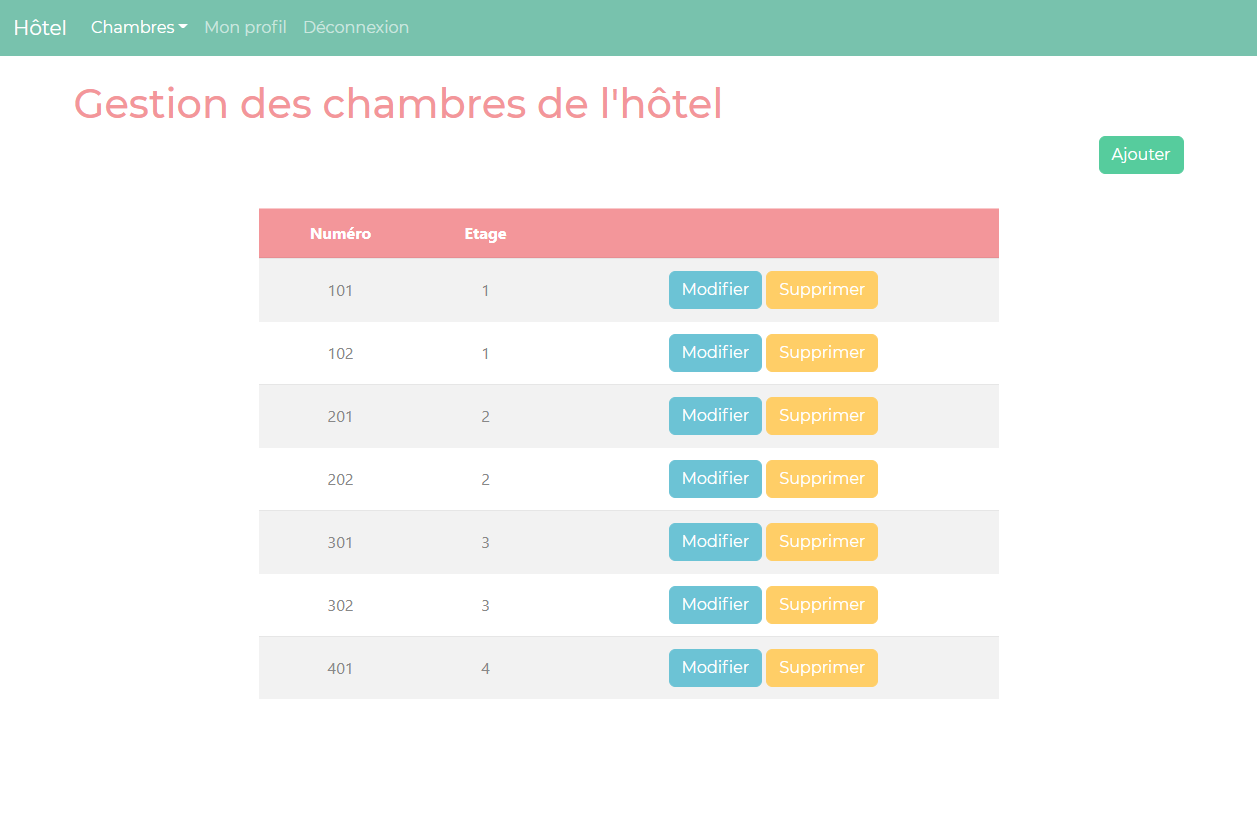 Hôtel Chambres Mon profil Déconnexion
Gestion des chambres de l'hôtel
Ajouter
Numéro Etage
101 1 Modifier Supprimer
102 1 Modifier Supprimer
201 2 Modifier Supprimer
202 2 Modifier Supprimer
301 3 Modifier Supprimer
302 3 Modifier Supprimer
401 4 Modifier Supprimer